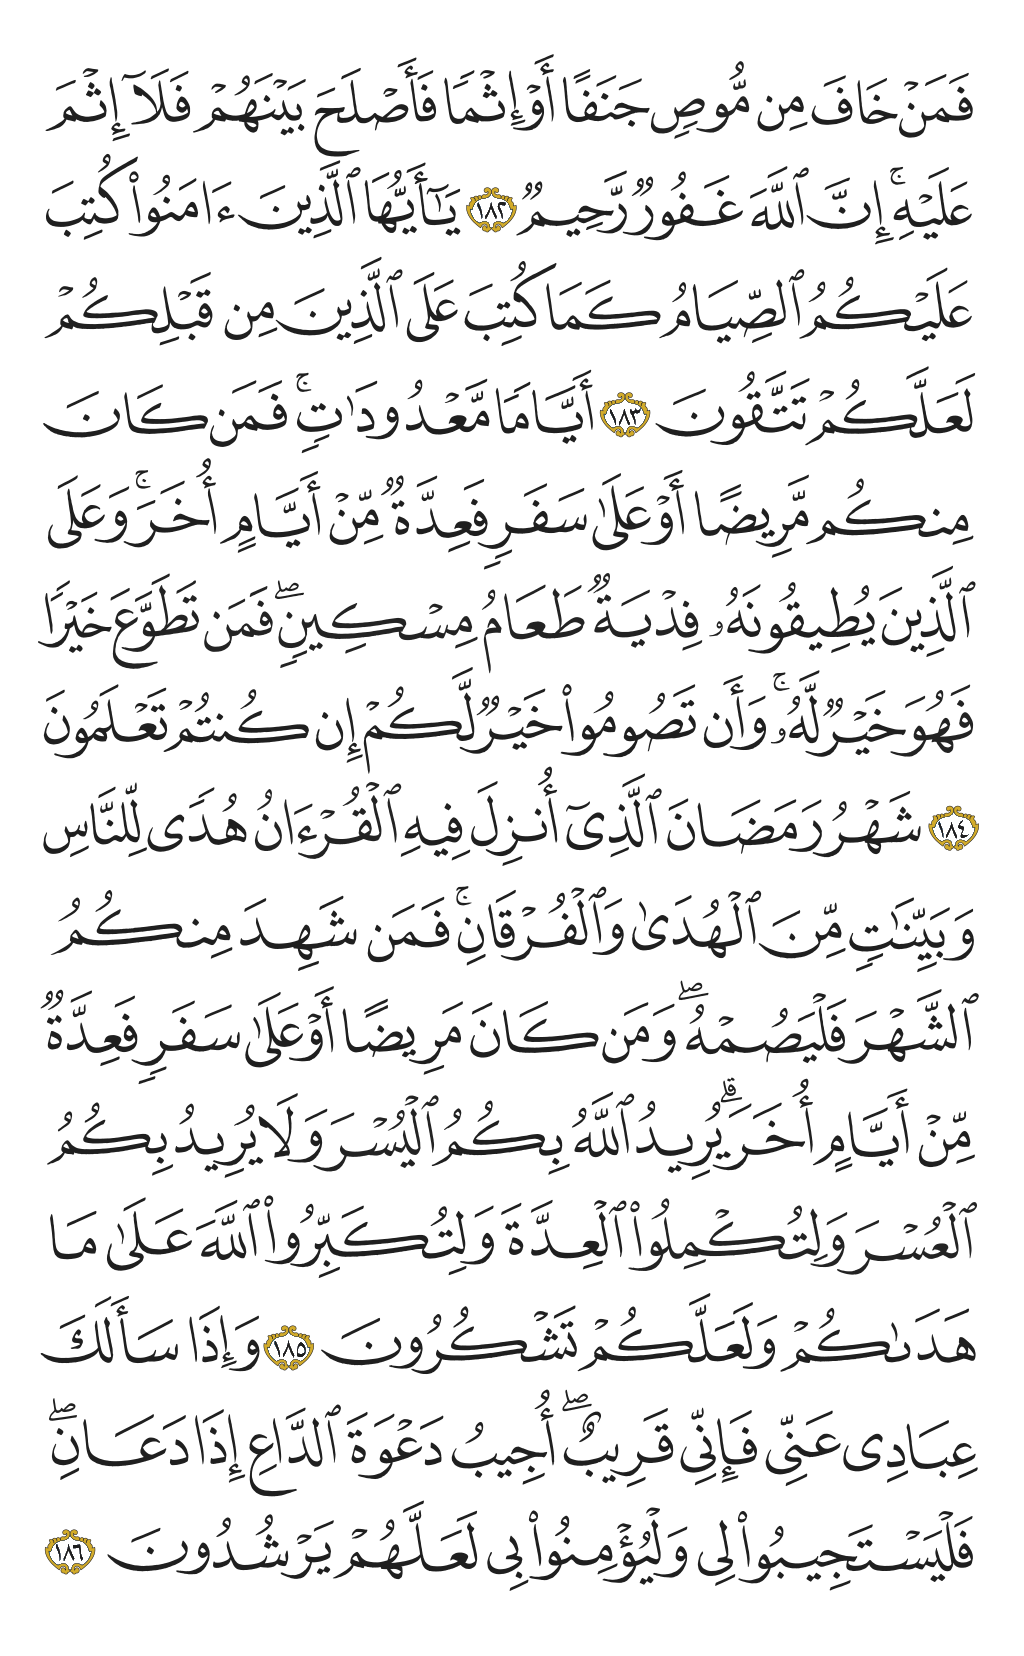 فَمَنْ خَافَ مِن مُّوصٍ جَنَفًا أَوْ إِثْمًا فَأَصْلَحَ بَيْنَهُمْ فَلَآ إِثْمَ
عَلَيْهِ ۚ إِنَّ ٱللَّهَ غَفُورٌ رَّحِيمٌ ١٨٢ يَـٰٓأَيُّهَا ٱلَّذِينَ ءَامَنُوا۟ كُتِبَ
عَلَيْكُمُ ٱلصِّيَامُ كَمَا كُتِبَ عَلَى ٱلَّذِينَ مِن قَبْلِكُمْ
لَعَلَّكُمْ تَتَّقُونَ ١٨٣ أَيَّامًا مَّعْدُودَٰتٍ ۚ فَمَن كَانَ
مِنكُم مَّرِيضًا أَوْ عَلَىٰ سَفَرٍ فَعِدَّةٌ مِّنْ أَيَّامٍ أُخَرَ ۚ وَعَلَى
ٱلَّذِينَ يُطِيقُونَهُۥ فِدْيَةٌ طَعَامُ مِسْكِينٍ ۖ فَمَن تَطَوَّعَ خَيْرًا
فَهُوَ خَيْرٌ لَّهُۥ ۚ وَأَن تَصُومُوا۟ خَيْرٌ لَّكُمْ إِن كُنتُمْ تَعْلَمُونَ
١٨٤ شَهْرُ رَمَضَانَ ٱلَّذِىٓ أُنزِلَ فِيهِ ٱلْقُرْءَانُ هُدًى لِّلنَّاسِ
وَبَيِّنَـٰتٍ مِّنَ ٱلْهُدَىٰ وَٱلْفُرْقَانِ ۚ فَمَن شَهِدَ مِنكُمُ
ٱلشَّهْرَ فَلْيَصُمْهُ ۖ وَمَن كَانَ مَرِيضًا أَوْ عَلَىٰ سَفَرٍ فَعِدَّةٌ
مِّنْ أَيَّامٍ أُخَرَ ۗ يُرِيدُ ٱللَّهُ بِكُمُ ٱلْيُسْرَ وَلَا يُرِيدُ بِكُمُ
ٱلْعُسْرَ وَلِتُكْمِلُوا۟ ٱلْعِدَّةَ وَلِتُكَبِّرُوا۟ ٱللَّهَ عَلَىٰ مَا
هَدَىٰكُمْ وَلَعَلَّكُمْ تَشْكُرُونَ ١٨٥ وَإِذَا سَأَلَكَ
عِبَادِى عَنِّى فَإِنِّى قَرِيبٌ ۖ أُجِيبُ دَعْوَةَ ٱلدَّاعِ إِذَا دَعَانِ ۖ
فَلْيَسْتَجِيبُوا۟ لِى وَلْيُؤْمِنُوا۟ بِى لَعَلَّهُمْ يَرْشُدُونَ ١٨٦